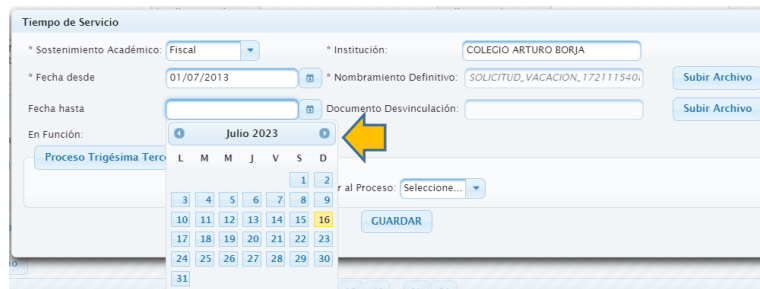 Tiempo de Servicio
* Sostenimiento Académico: Fiscal * Institución: COLEGIO ARTURO BORJA
* Fecha desde 01/07/2013 * Nombramiento Definitivo: SOLICITUD_VACACION_172111540 Subir Archivo
Fecha hasta Documento Desvinculación: Subir Archivo
En Función: Julio 2023
Proceso Trigésima Terc
L M M J V S D
1 2
r al Proceso: Seleccione...
3 4 5 6 7 8 9
10 11 12 13 14 15 16 GUARDAR
17 18 19 20 21 22 23
24 25 26 27 28 29 30
31